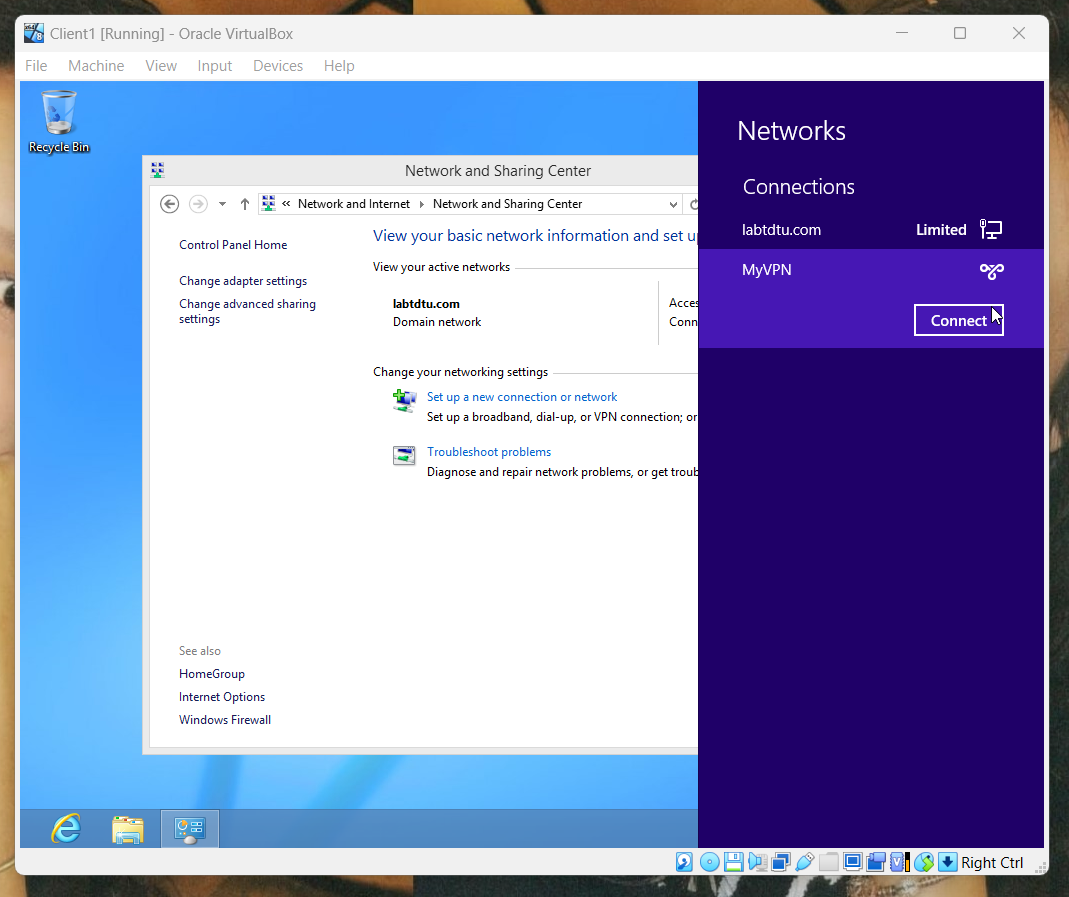 Client1 [Running] - Oracle VirtualBox
File Machine View Input Devices Help
Recycle Bin
Network and Sharing Center
« Network and Internet Network and Sharing Center
Control Panel Home
Change adapter settings
Change advanced sharing
settings
View your basic network information and set
View your active networks
labtdtu.com
Domain network
Change your networking settings
Set up a new connection or network
Set up a broadband, dial-up, or VPN connection; or
Troubleshoot problems
Diagnose and repair network problems, or get
See also
HomeGroup
Internet Options
Windows Firewall
Networks
Connections
labtdtu.com Limited
MyVPN
Connect
Right Ctrl